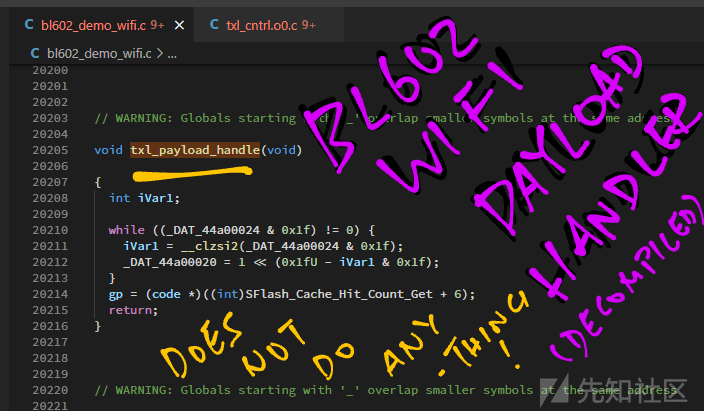 bl602_demo_wifi.c 9+ txl_cntrl.o0.c 9+
bl602_demo_wifi.c > ...
20200
20201
20202
20203 // WARNING: Globals starting with '_' overlap smaller symbols at the same address
20204
20205 void txl_payload_handle(void)
20206
20207 {
20208 int iVar1;
20209
20210 while ((_DAT_44a00024 & 0x1f) != 0) {
20211 iVar1 = __clzsi2(_DAT_44a00024 & 0x1f);
20212 _DAT_44a00020 = 1 << (0x1fU - iVar1 & 0x1f);
20213 }
20214 gp = (code *)((int)SFlash_Cache_Hit_Count_Get + 6);
20215 return;
20216 }
20217
20218
20219
20220 // WARNING: Globals starting with '_' overlap smaller symbols at the same address
20221
BL602
WIFI
PAYLOAD
HANDLER
(DECOMPILED)
DOES NOT DO ANYTHING!
先知社区